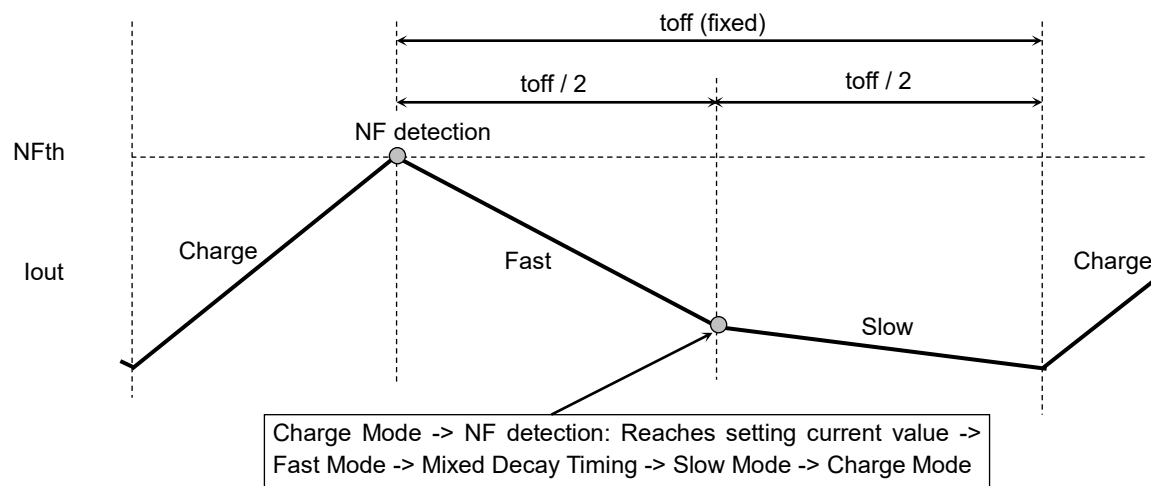 toff (fixed)
toff / 2
toff / 2
NF detection
NFth
Charge
Iout
Fast
Charge
Slow
Charge Mode -> NF detection: Reaches setting current value ->
Fast Mode -> Mixed Decay Timing -> Slow Mode -> Charge Mode